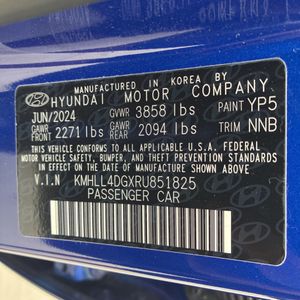 MANUFACTURED IN KOREA BY
HYUNDAI MOTOR COMPANY
JUN/2024 GVWR 3858 lbs PAINT YP5
GAWR FRT 2271 lbs GAWR RR 2094 lbs TRIM NNB
THIS VEHICLE CONFORMS TO ALL APPLICABLE U.S. FEDERAL
MOTOR VEHICLE SAFETY, BUMPER, AND THEFT PREVENTION
STANDARDS IN EFFECT ON THE DATE OF MANUFACTURE SHOWN ABOVE.
V.I.N KMHLL4DGXRU851825
PASSENGER CAR